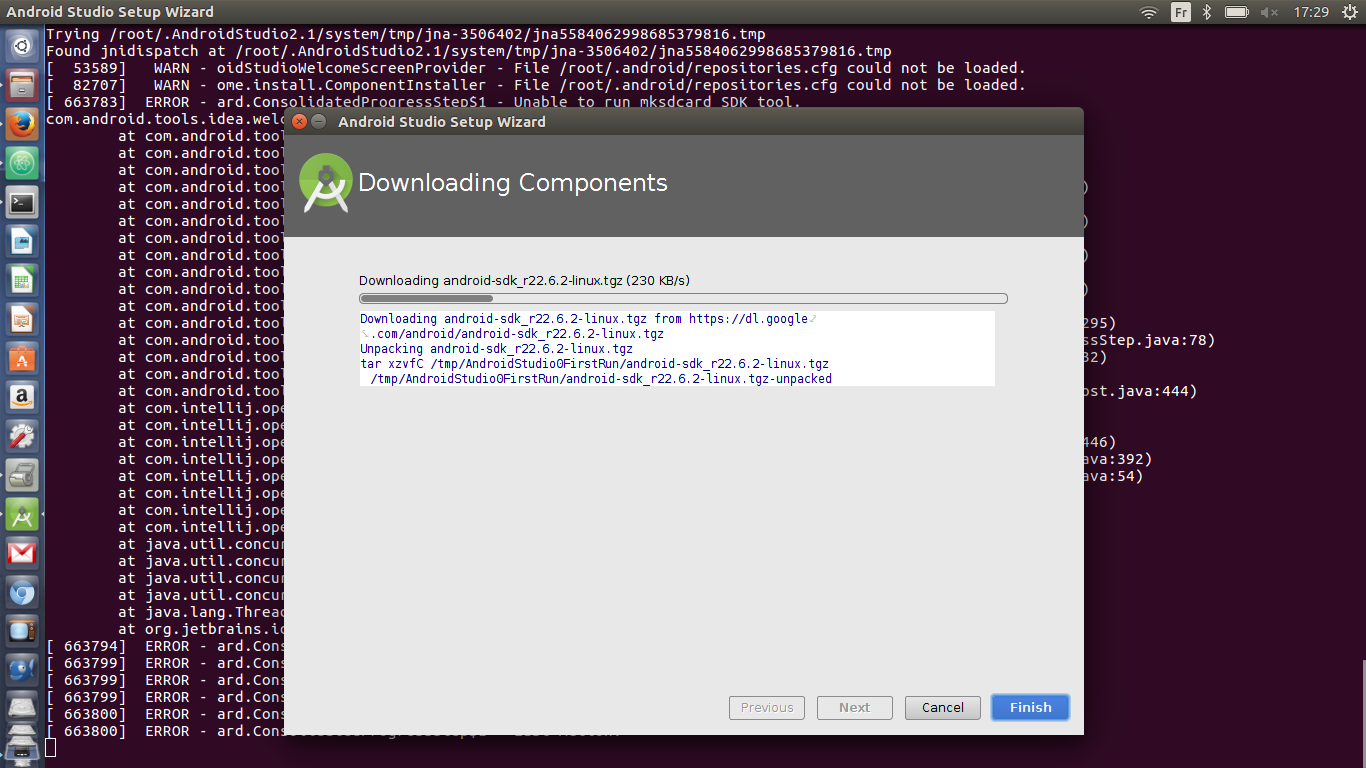 Android Studio Setup Wizard
Fr
17:29
Trying /root/.AndroidStudio2.1/system/tmp/jna-3506402/jna5584062998685379816.tmp
Found jnidispatch at /root/.AndroidStudio2.1/system/tmp/jna-3506402/jna5584062998685379816.tmp
[  53589]   WARN - oidStudioWelcomeScreenProvider - File /root/.android/repositories.cfg could not be loaded.
[  82707]   WARN - ome.install.ComponentInstaller - File /root/.android/repositories.cfg could not be loaded.
[ 663783]  ERROR - ard.ConsolidatedProgressStep$1 - Unable to run mksdcard SDK tool.
com.android.tools.idea.welc
at com.android.tool
at com.android.tool
at com.android.tool
at com.android.tool )
at com.android.tool
at com.android.tool )
at com.android.tool
at com.android.tool )
at com.android.tool
at com.android.tool )
at com.android.tool
at com.android.tool 295)
at com.android.tool ssStep.java:78)
at com.android.tool 32)
at com.android.tool
at com.android.tool ost.java:444)
at com.intellij.ope
at com.intellij.ope
at com.intellij.ope 446)
at com.intellij.ope ava:392)
at com.intellij.ope ava:54)
at com.intellij.ope
at com.intellij.ope
at com.intellij.ope
at java.util.concur
at java.util.concur
at java.util.concur
at java.util.concur
at java.lang.Threa
at org.jetbrains.io
[ 663794]  ERROR - ard.Cons
[ 663799]  ERROR - ard.Cons
[ 663799]  ERROR - ard.Cons
[ 663799]  ERROR - ard.Cons
[ 663800]  ERROR - ard.Cons
[ 663800]  ERROR - ard.Cons
Android Studio Setup Wizard
Downloading Components
Downloading android-sdk_r22.6.2-linux.tgz (230 KB/s)
Downloading android-sdk_r22.6.2-linux.tgz from https://dl.google
.com/android/android-sdk_r22.6.2-linux.tgz
Unpacking android-sdk_r22.6.2-linux.tgz
tar xzvfC /tmp/AndroidStudio0FirstRun/android-sdk_r22.6.2-linux.tgz
/tmp/AndroidStudio0FirstRun/android-sdk_r22.6.2-linux.tgz-unpacked
Previous
Next
Cancel
Finish